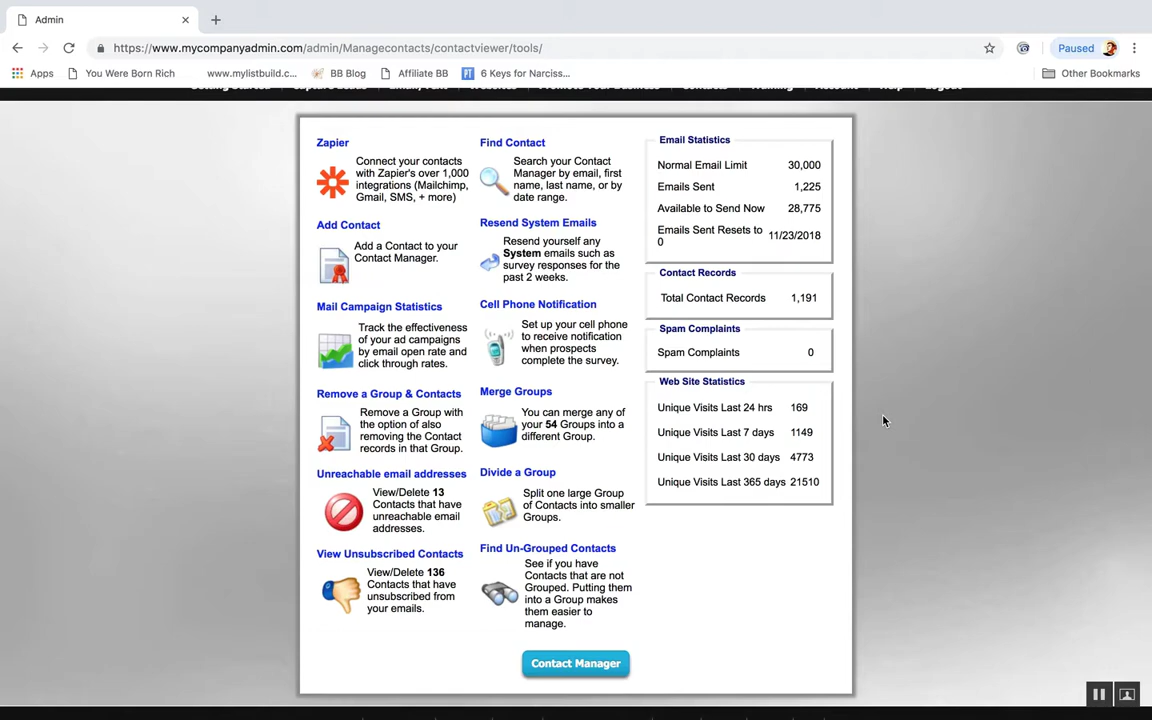 Admin
https://www.mycompanyadmin.com/admin/Managecontacts/contactviewer/tools/
Paused
Apps
You Were Born Rich
www.mylistbuild.c...
BB Blog
Affiliate BB
6 Keys for Narciss...
Other Bookmarks
Zapier
Connect your contacts
with Zapier's over 1,000
integrations (Mailchimp,
Gmail, SMS, + more)
Add Contact
Add a Contact to your
Contact Manager.
Mail Campaign Statistics
Track the effectiveness
of your ad campaigns
by email open rate and
click through rates.
Remove a Group & Contacts
Remove a Group with
the option of also
removing the Contact
records in that Group.
Unreachable email addresses
View/Delete 13
Contacts that have
unreachable email
addresses.
View Unsubscribed Contacts
View/Delete 136
Contacts that have
unsubscribed from
your emails.
Find Contact
Search your Contact
Manager by email, first
name, last name, or by
date range.
Resend System Emails
Resend yourself any
System emails such as
survey responses for the
past 2 weeks.
Cell Phone Notification
Set up your cell phone
to receive notification
when prospects
complete the survey.
Merge Groups
You can merge any of
your 54 Groups into a
different Group.
Divide a Group
Split one large Group
of Contacts into smaller
Groups.
Find Un-Grouped Contacts
See if you have
Contacts that are not
Grouped. Putting them
into a Group makes
them easier to
manage.
Email Statistics
Normal Email Limit 30,000
Emails Sent 1,225
Available to Send Now 28,775
Emails Sent Resets to 11/23/2018
0
Contact Records
Total Contact Records 1,191
Spam Complaints
Spam Complaints 0
Web Site Statistics
Unique Visits Last 24 hrs 169
Unique Visits Last 7 days 1149
Unique Visits Last 30 days 4773
Unique Visits Last 365 days 21510
Contact Manager